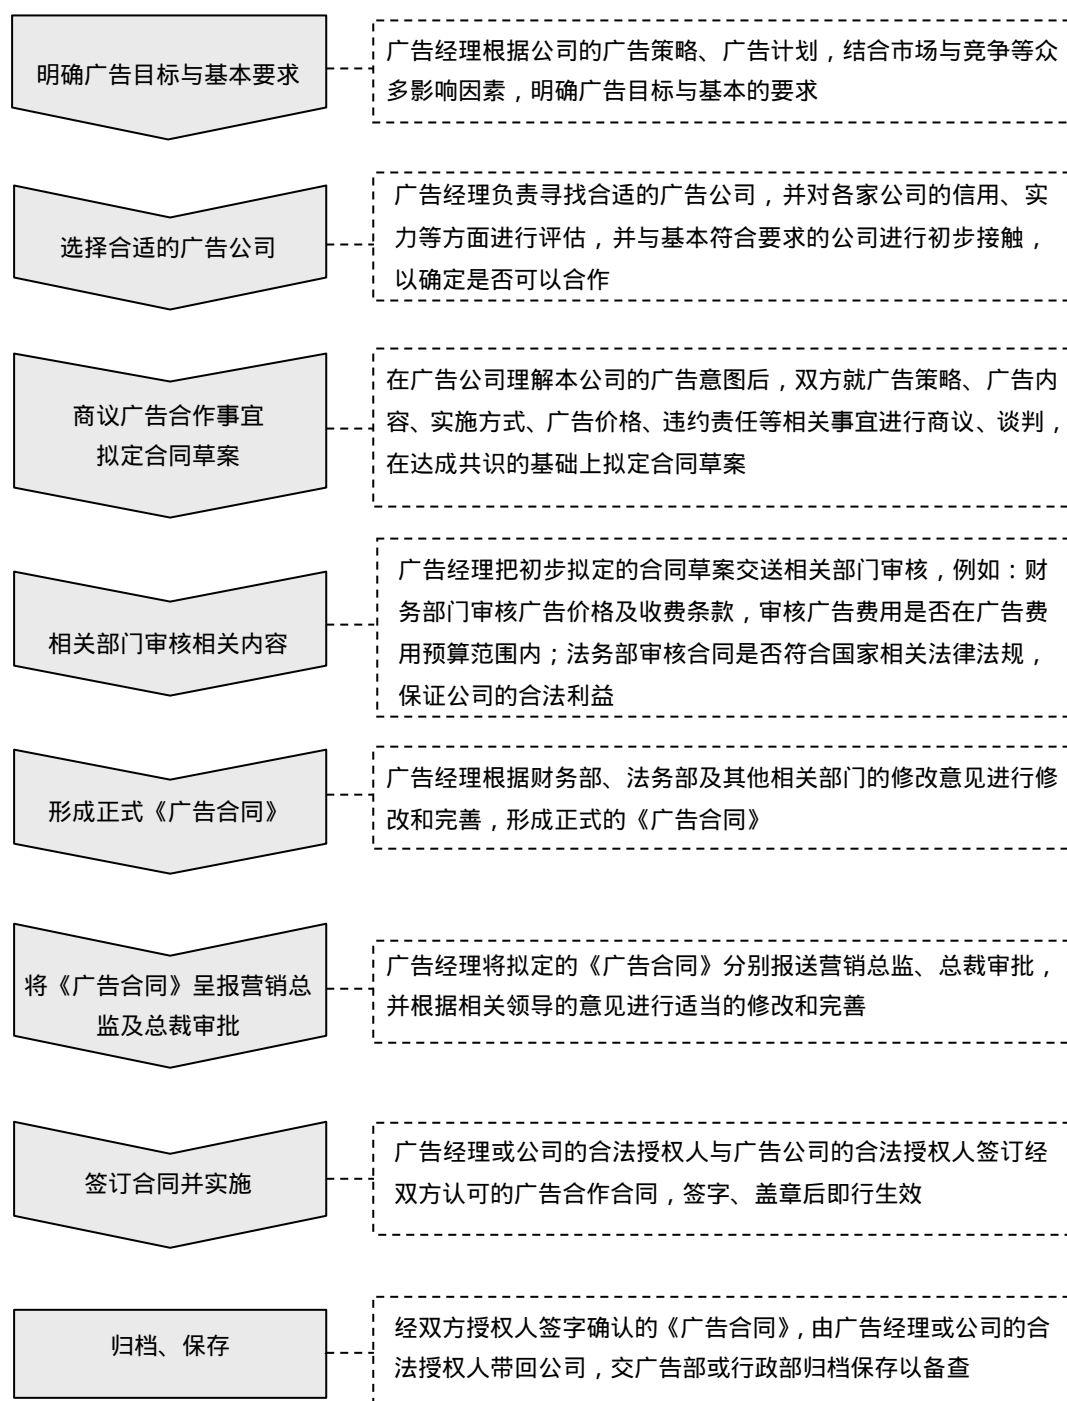 明确广告目标与基本要求
广告经理根据公司的广告策略、广告计划，结合市场与竞争等众
多影响因素，明确广告目标与基本的要求
选择合适的广告公司
广告经理负责寻找合适的广告公司，并对各家公司的信用、实
力等方面进行评估，并与基本符合要求的公司进行初步接触，
以确定是否可以合作
商议广告合作事宜
拟定合同草案
在广告公司理解本公司的广告意图后，双方就广告策略、广告内
容、实施方式、广告价格、违约责任等相关事宜进行商议、谈判，
在达成共识的基础上拟定合同草案
相关部门审核相关内容
广告经理把初步拟定的合同草案交送相关部门审核，例如：财
务部门审核广告价格及收费条款，审核广告费用是否在广告费
用预算范围内；法务部审核合同是否符合国家相关法律法规，
保证公司的合法利益
形成正式《广告合同》
广告经理根据财务部、法务部及其他相关部门的修改意见进行修
改和完善，形成正式的《广告合同》
将《广告合同》呈报营销总
监及总裁审批
广告经理将拟定的《广告合同》分别报送营销总监、总裁审批，
并根据相关领导的意见进行适当的修改和完善
签订合同并实施
广告经理或公司的合法授权人与广告公司的合法授权人签订经
双方认可的广告合作合同，签字、盖章后即行生效
归档、保存
经双方授权人签字确认的《广告合同》，由广告经理或公司的合
法授权人带回公司，交广告部或行政部归档保存以备查